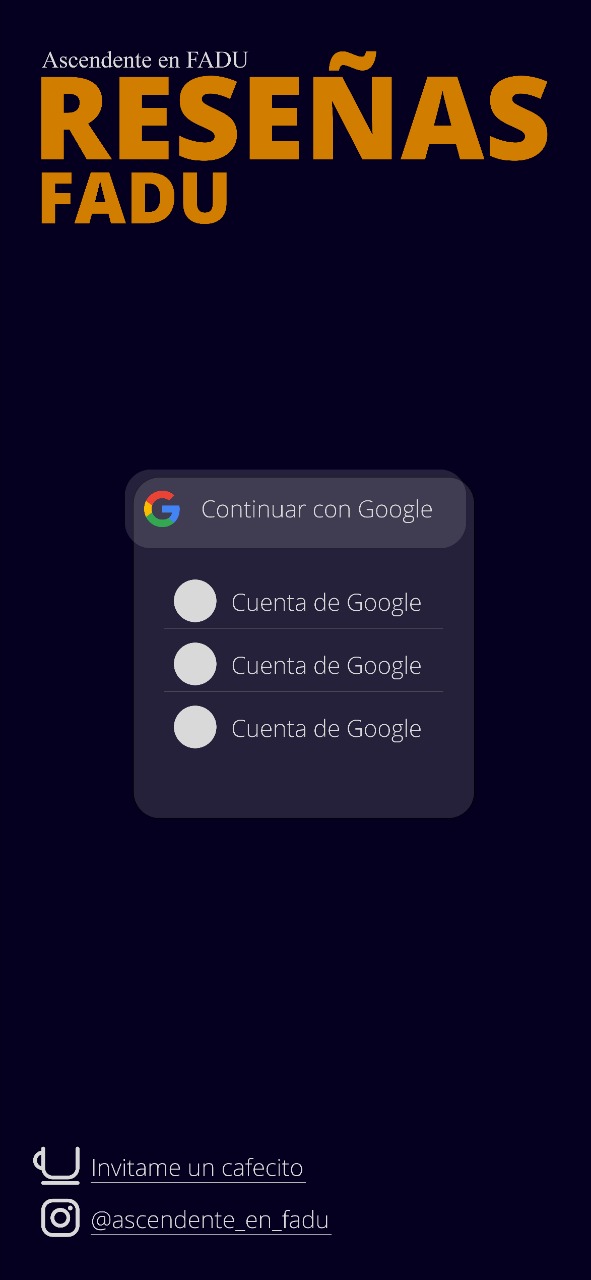 Ascendente en FADU
RESEÑAS
FADU
Continuar con Google
Cuenta de Google
Cuenta de Google
Cuenta de Google
Invitame un cafecito
@ascendente_en_fadu